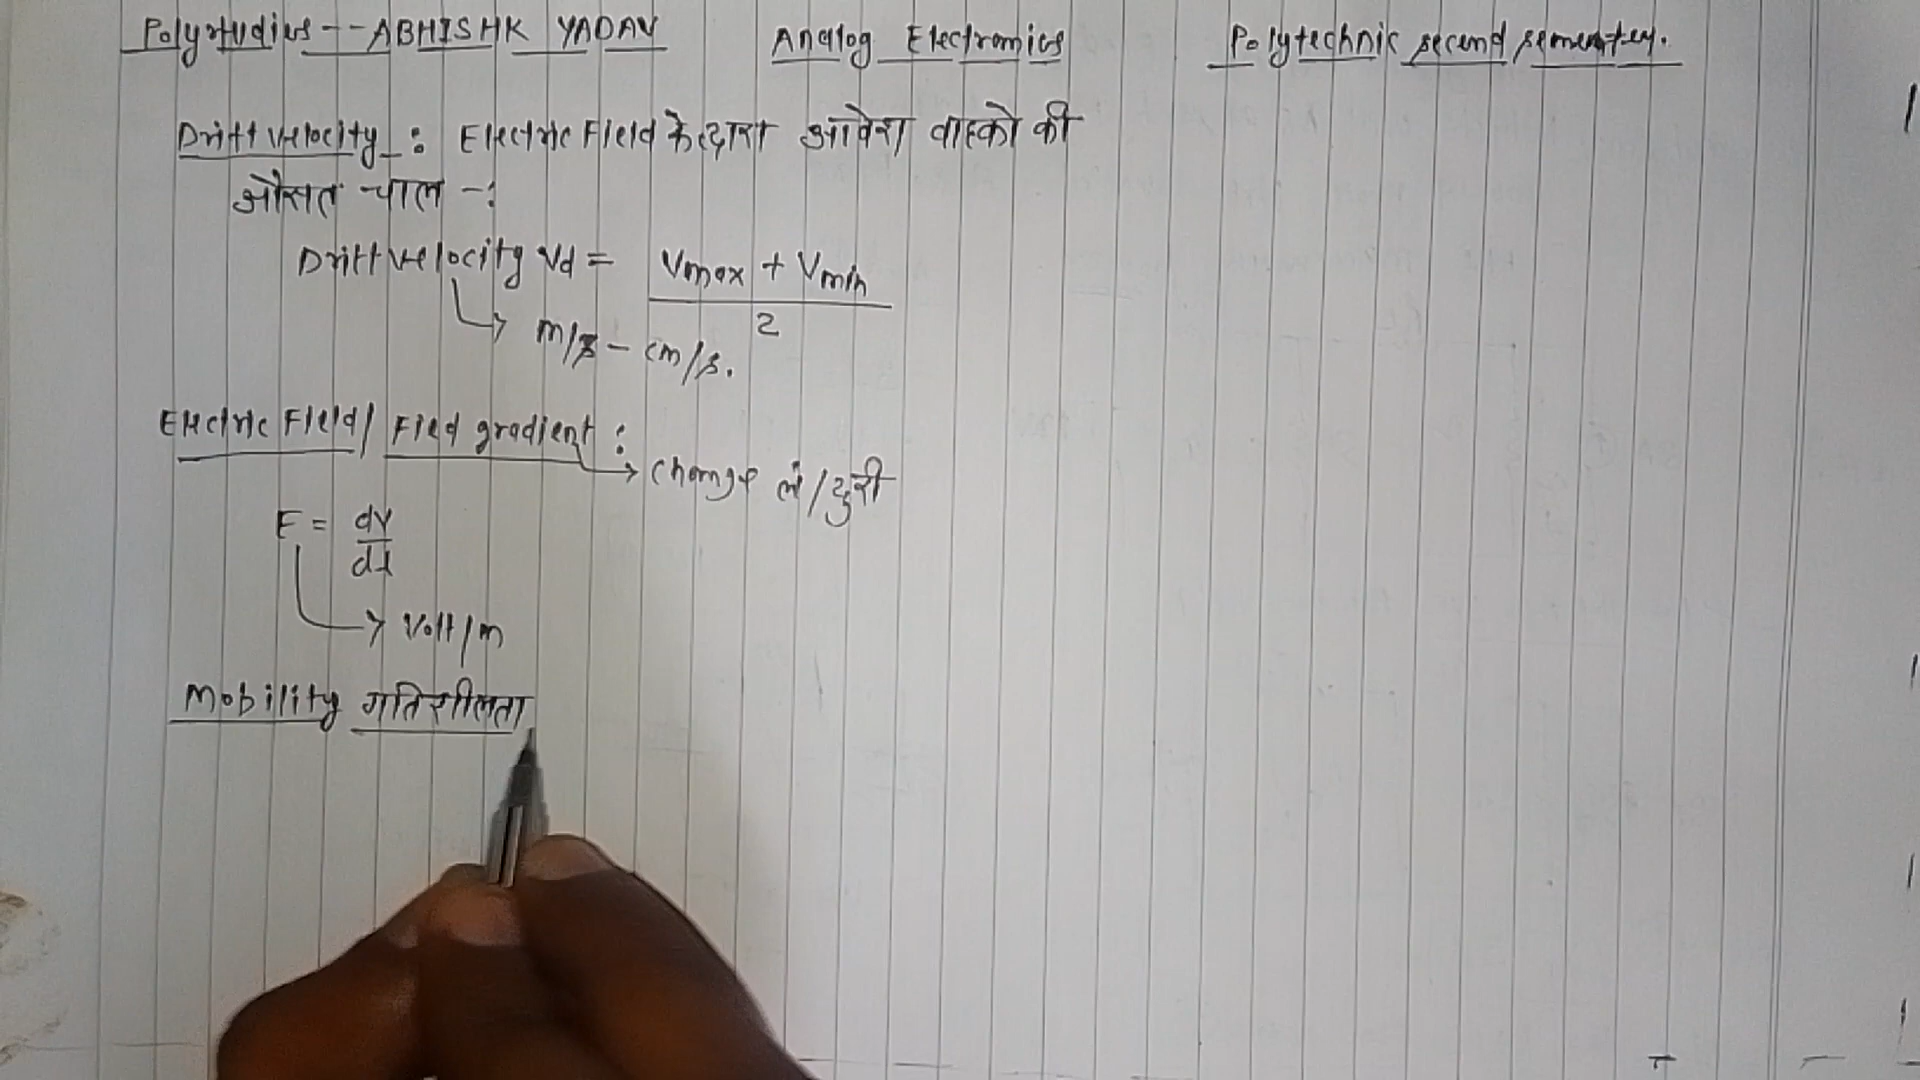 Polystudies -- ABHISHK YADAV Analog Electronics Polytechnic second semester.
Drift velocity : Electric Field के द्वारा आवेश वाहको की
औसत चाल -:
Drift velocity Vd = Vmax + Vmin
2
m/s - cm/s.
Electric Field / Field gradient :
Change में / दुरी
E = dv
dx
Volt/m
Mobility गतिशीलता